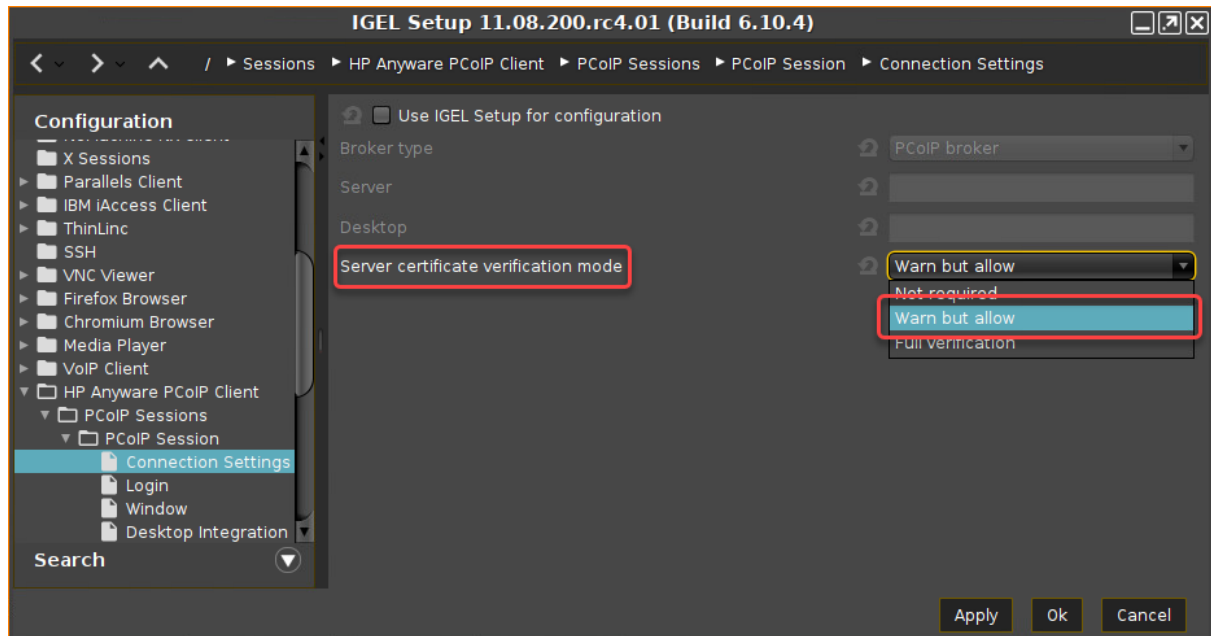 IGEL Setup 11.08.200.rc4.01 (Build 6.10.4)
/ ▶ Sessions ▶ HP Anyware PCoIP Client ▶ PCoIP Sessions ▶ PCoIP Session ▶ Connection Settings
Configuration
X Sessions
Parallels Client
IBM iAccess Client
ThinLinc
SSH
VNC Viewer
Firefox Browser
Chromium Browser
Media Player
VoIP Client
HP Anyware PCoIP Client
PCoIP Sessions
PCoIP Session
Connection Settings
Login
Window
Desktop Integration
Search
Use IGEL Setup for configuration
Broker type PCoIP broker
Server
Desktop
Server certificate verification mode Warn but allow
Not required
Warn but allow
Full verification
Apply Ok Cancel